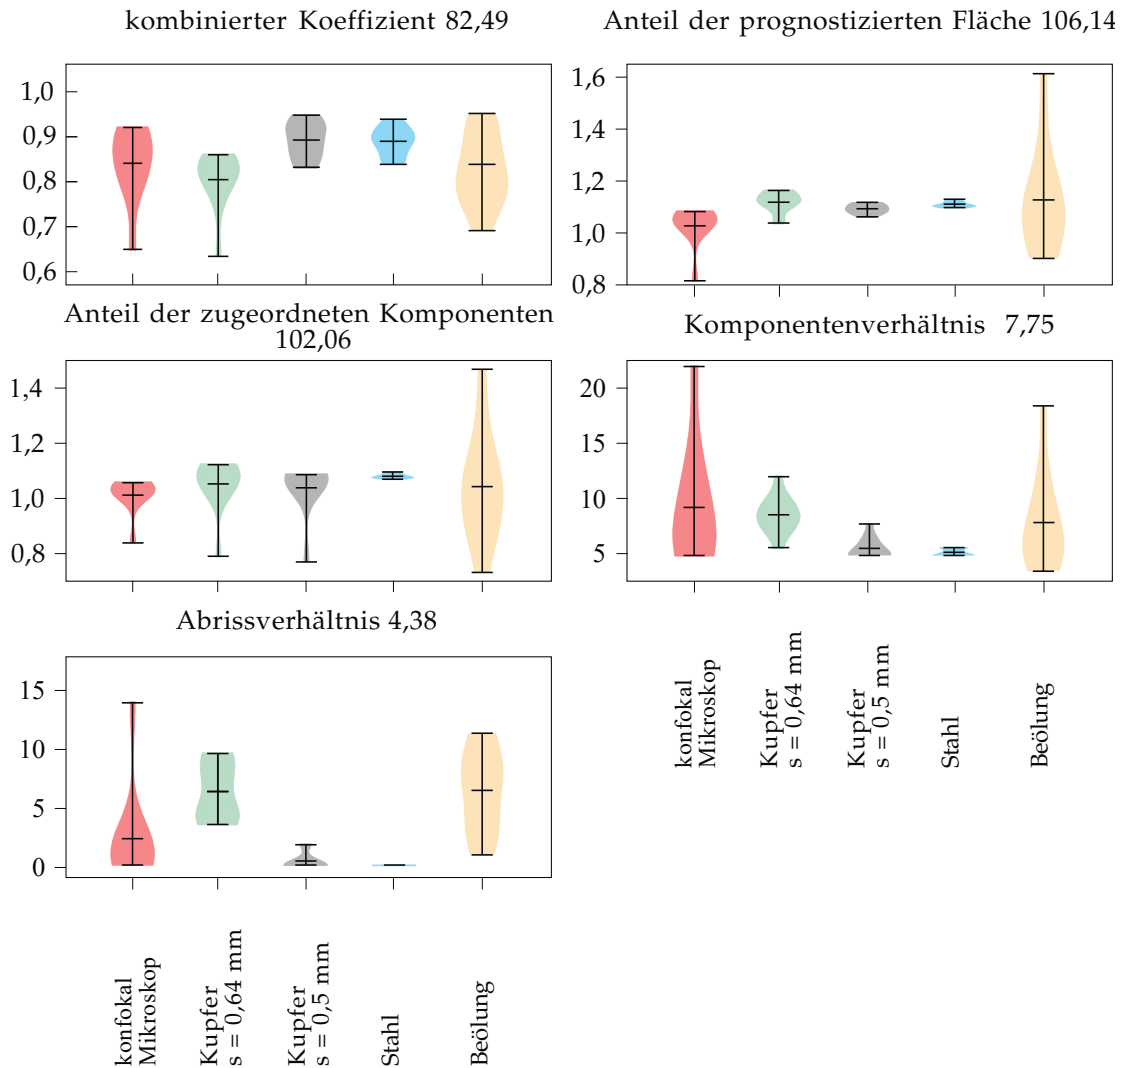 kombinierter Koeffizient 82,49
1,0
0,9
0,8
0,7
0,6
Anteil der prognostizierten Fläche 106,14
1,6
1,4
1,2
1,0
0,8
Anteil der zugeordneten Komponenten
102,06
1,4
1,2
1,0
0,8
Komponentenverhältnis 7,75
20
15
10
5
konfokal
Mikroskop
Kupfer
s = 0,64 mm
Kupfer
s = 0,5 mm
Stahl
Beölung
Abrissverhältnis 4,38
15
10
5
0
konfokal
Mikroskop
Kupfer
s = 0,64 mm
Kupfer
s = 0,5 mm
Stahl
Beölung